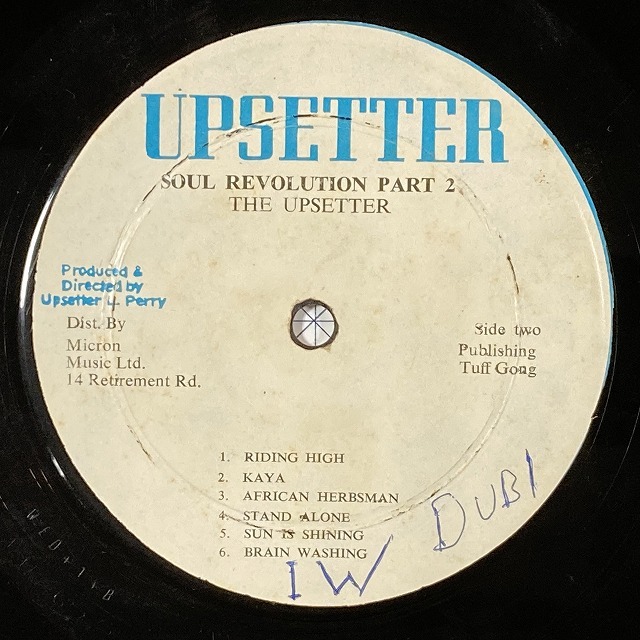 UPSETTER
SOUL REVOLUTION PART 2
THE UPSETTER
Produced &
Directed by
Upsetter L. Perry
Dist. By
Micron
Music Ltd.
14 Retirement Rd.
Side two
Publishing
Tuff Gong
1. RIDING HIGH
2. KAYA
3. AFRICAN HERBSMAN
4. STAND ALONE
5. SUN IS SHINING
6. BRAIN WASHING
DUB1
IW